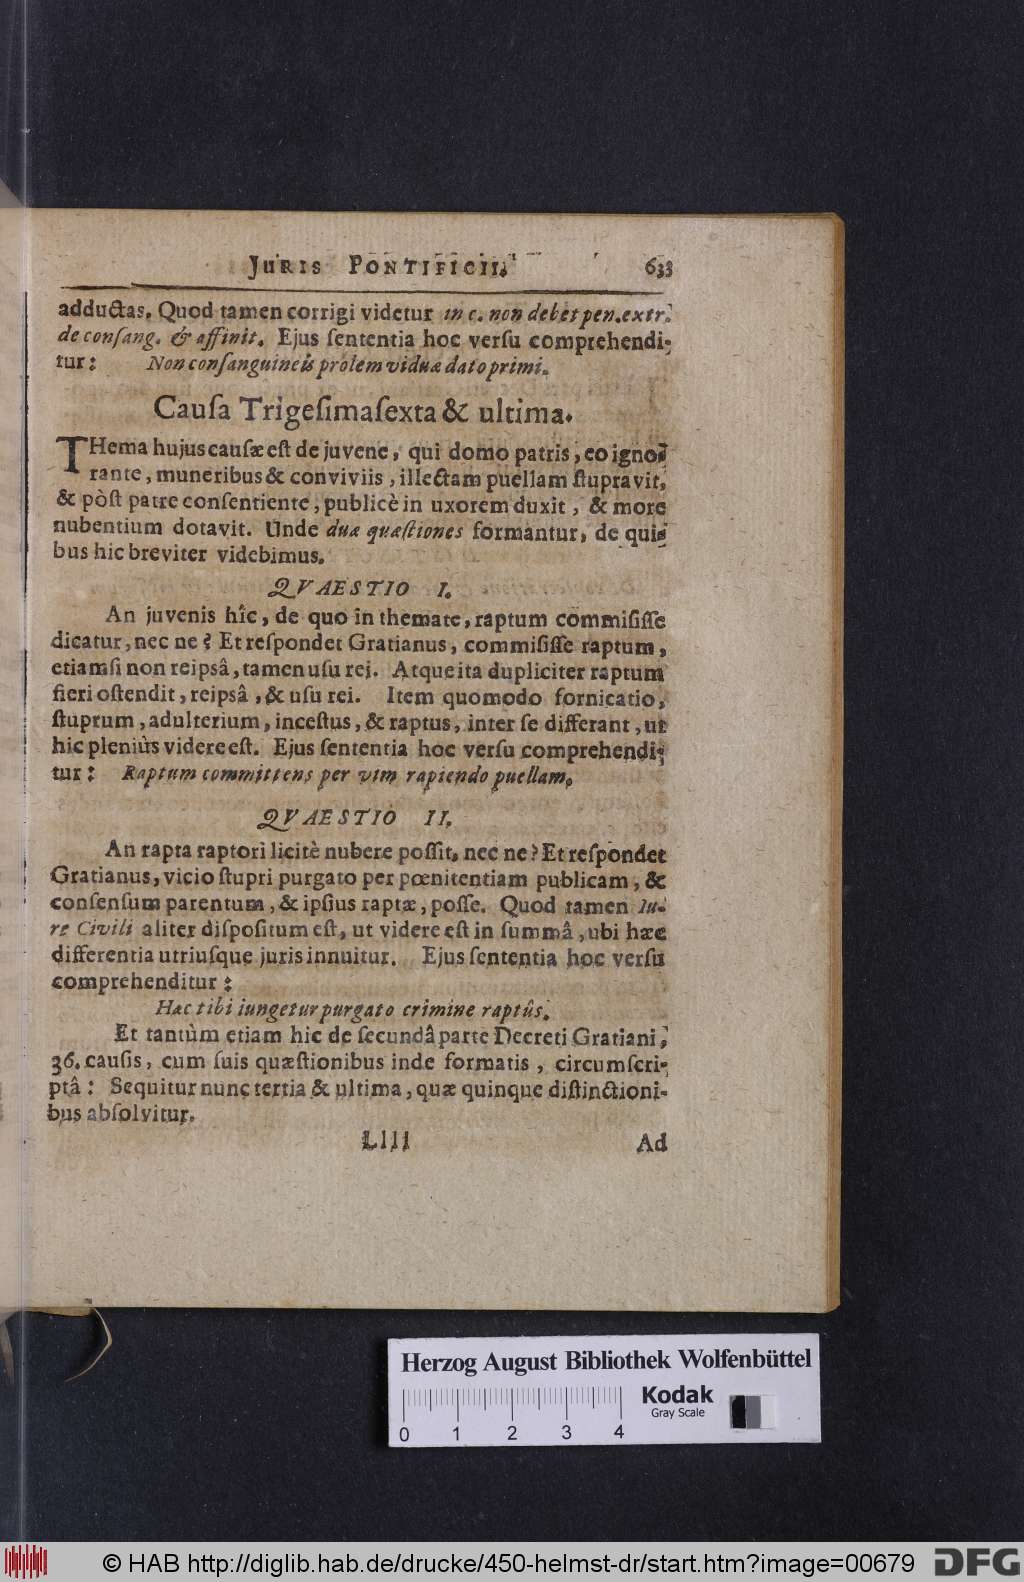 JURIS PONTIFICII. 633
adductas. Quod tamen corrigi videtur in c. non debet pen. extr.
de consang. & affinit. Ejus sententia hoc versu comprehendi-
tur: Non consanguineis prolem viduæ dato primi.
Causa Trigesimasexta & ultima.
THema hujus causæ est de juvene, qui domo patris, eo igno-
rante, muneribus & conviviis, illectam puellam stupravit,
& pòst patre consentiente, publicè in uxorem duxit, & more
nubentium dotavit. Unde duæ quæstiones formantur, de qui-
bus hic breviter videbimus.
QVAESTIO I.
An juvenis hîc, de quo in themate, raptum commisisse
dicatur, nec ne? Et respondet Gratianus, commisisse raptum,
etiamsi non reipsâ, tamen usu rei. Atque ita dupliciter raptum
fieri ostendit, reipsâ, & usu rei. Item quomodo fornicatio,
stuprum, adulterium, incestus, & raptus, inter se differant, ut
hic pleniùs videre est. Ejus sententia hoc versu comprehendi-
tur: Raptum committens per vim rapiendo puellam.
QVAESTIO II.
An rapta raptori licitè nubere possit, nec ne? Et respondet
Gratianus, vicio stupri purgato per pœnitentiam publicam, &
consensum parentum, & ipsius raptæ, posse. Quod tamen Iu-
re Civili aliter dispositum est, ut videre est in summâ, ubi hæc
differentia utriusque juris innuitur. Ejus sententia hoc versu
comprehenditur:
Hæc tibi iungetur purgato crimine raptûs.
Et tantùm etiam hic de secundâ parte Decreti Gratiani,
36. causis, cum suis quæstionibus inde formatis, circumscri-
ptâ: Sequitur nunc tertia & ultima, quæ quinque distinctioni-
bus absolvitur.
Llll Ad
Herzog August Bibliothek Wolfenbüttel
Kodak
Gray Scale
0 1 2 3 4
© HAB http://diglib.hab.de/drucke/450-helmst-dr/start.htm?image=00679 DFG